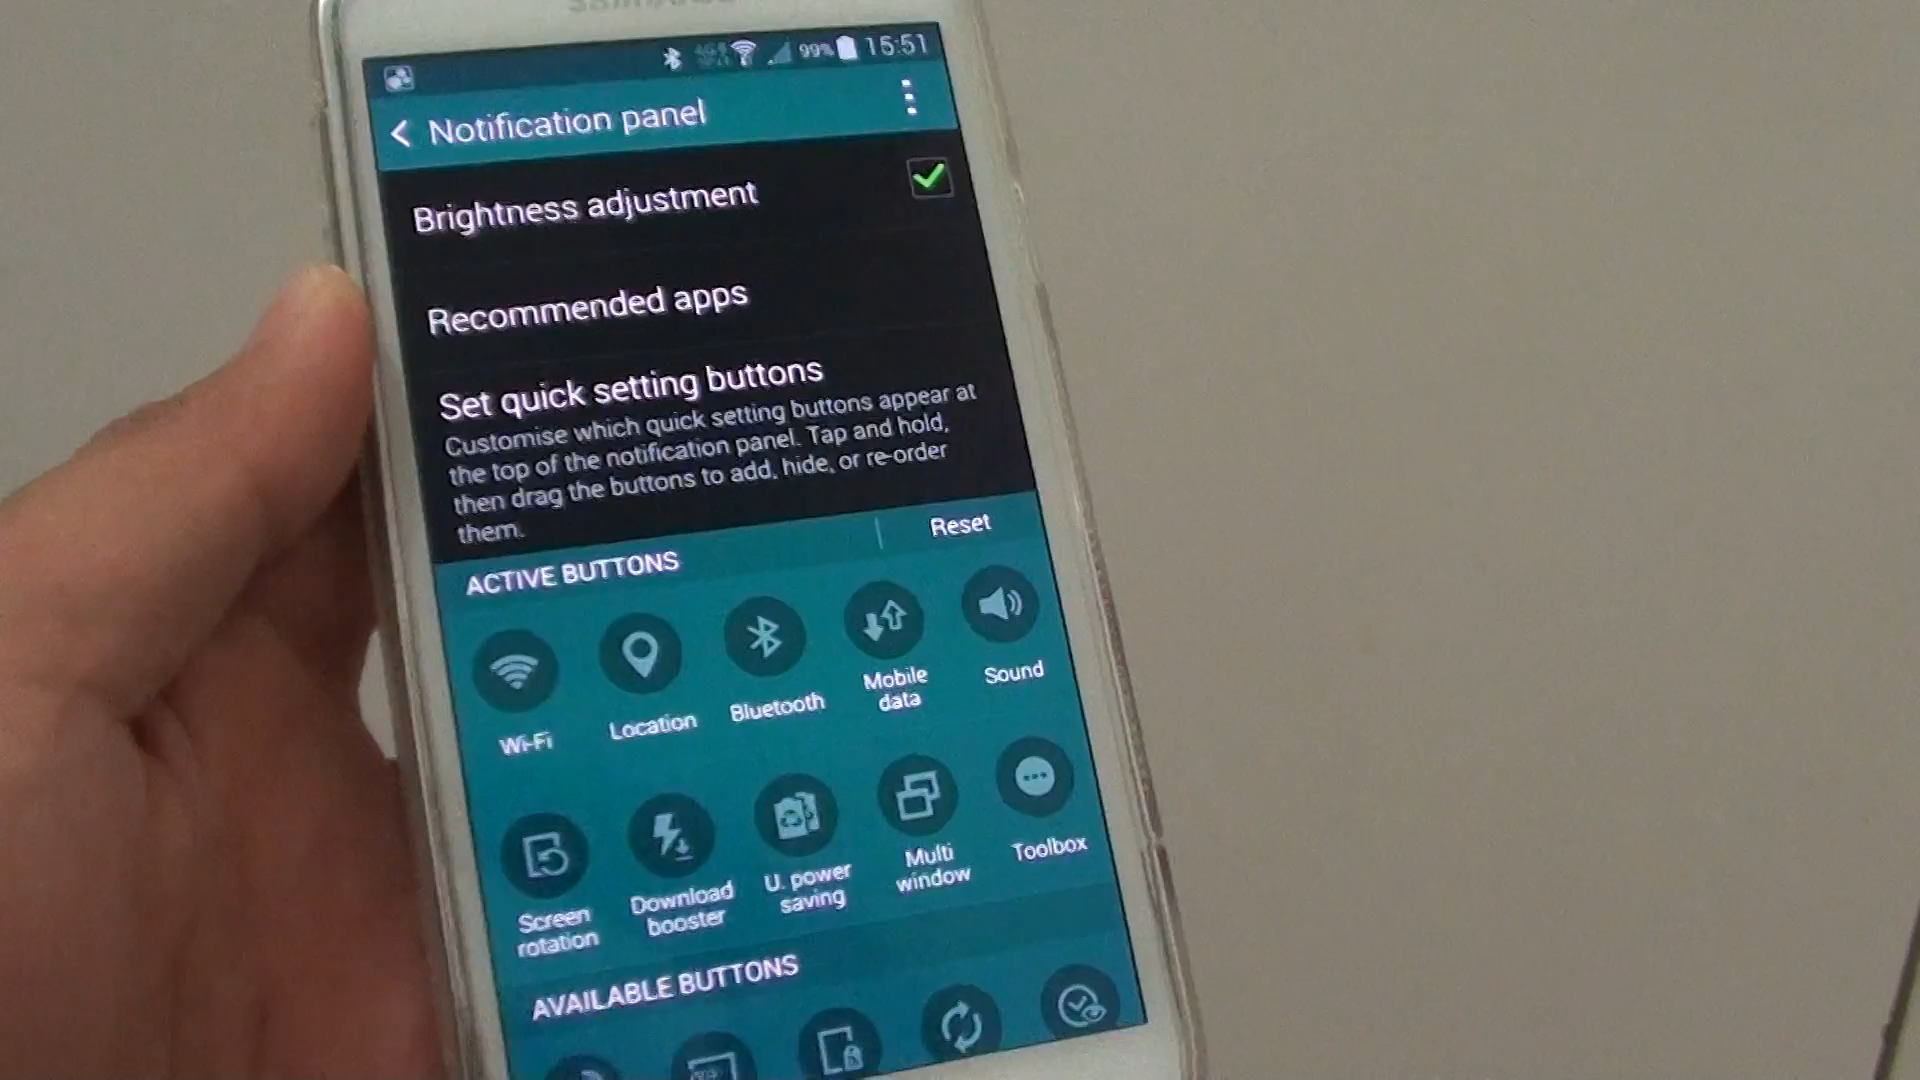 SAMSUNG
99% 15:51
Notification panel
Brightness adjustment
Recommended apps
Set quick setting buttons
Customise which quick setting buttons appear at
the top of the notification panel. Tap and hold,
then drag the buttons to add, hide, or re-order
them.
ACTIVE BUTTONS
Reset
Wi-Fi
Location
Bluetooth
Mobile
data
Sound
Screen
rotation
Download
booster
U. power
saving
Multi
window
Toolbox
AVAILABLE BUTTONS